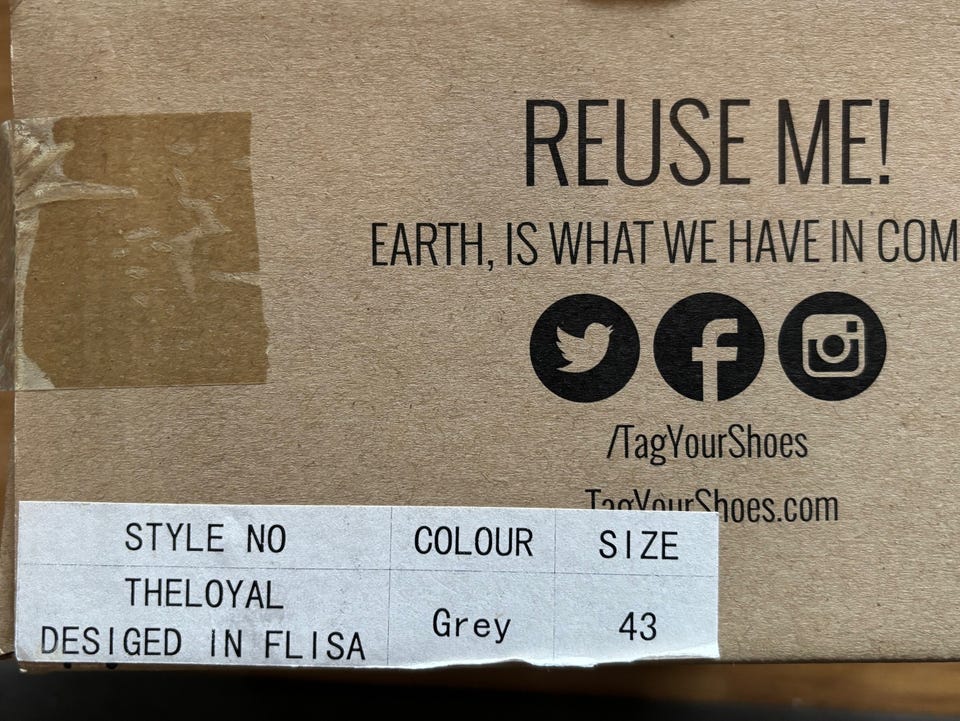 REUSE ME!
EARTH, IS WHAT WE HAVE IN COM
/TagYourShoes
TagYourShoes.com
STYLE NO COLOUR SIZE
THELOYAL
DESIGED IN FLISA Grey 43